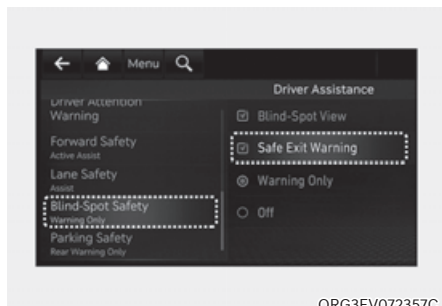 Menu
Driver Assistance
Driver Attention
Warning
Forward Safety
Active Assist
Lane Safety
Assist
Blind-Spot Safety
Warning Only
Parking Safety
Rear Warning Only
Blind-Spot View
Safe Exit Warning
Warning Only
Off
ORG3EV072357C